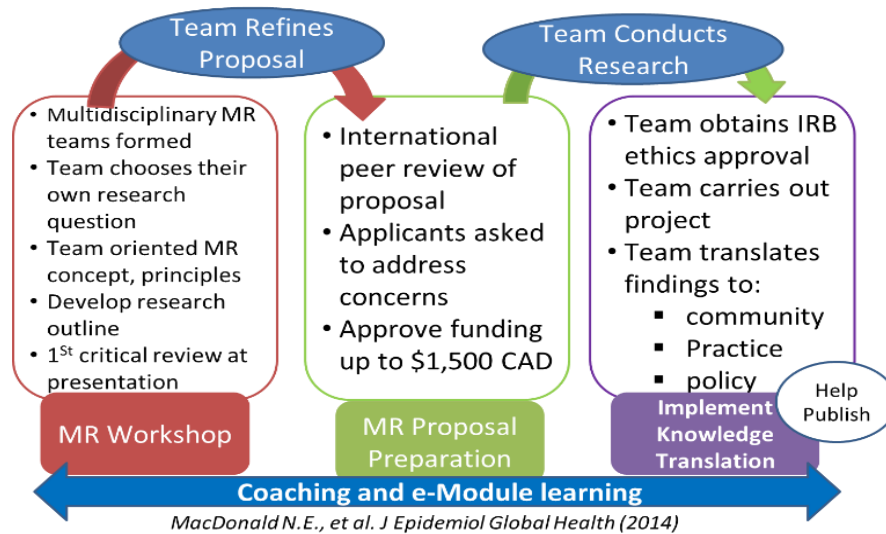 Team Refines
Proposal
Team Conducts
Research
• Multidisciplinary MR
teams formed
• Team chooses their
own research
question
• Team oriented MR
concept, principles
• Develop research
outline
• 1St critical review at
presentation
MR Workshop
• International
peer review of
proposal
• Applicants asked
to address
concerns
• Approve funding
up to $1,500 CAD
MR Proposal
Preparation
• Team obtains IRB
ethics approval
• Team carries out
project
• Team translates
findings to:
▪ community
▪ Practice
▪ policy
Implement
Knowledge
Translation
Help
Publish
Coaching and e-Module learning
MacDonald N.E., et al. J Epidemiol Global Health (2014)